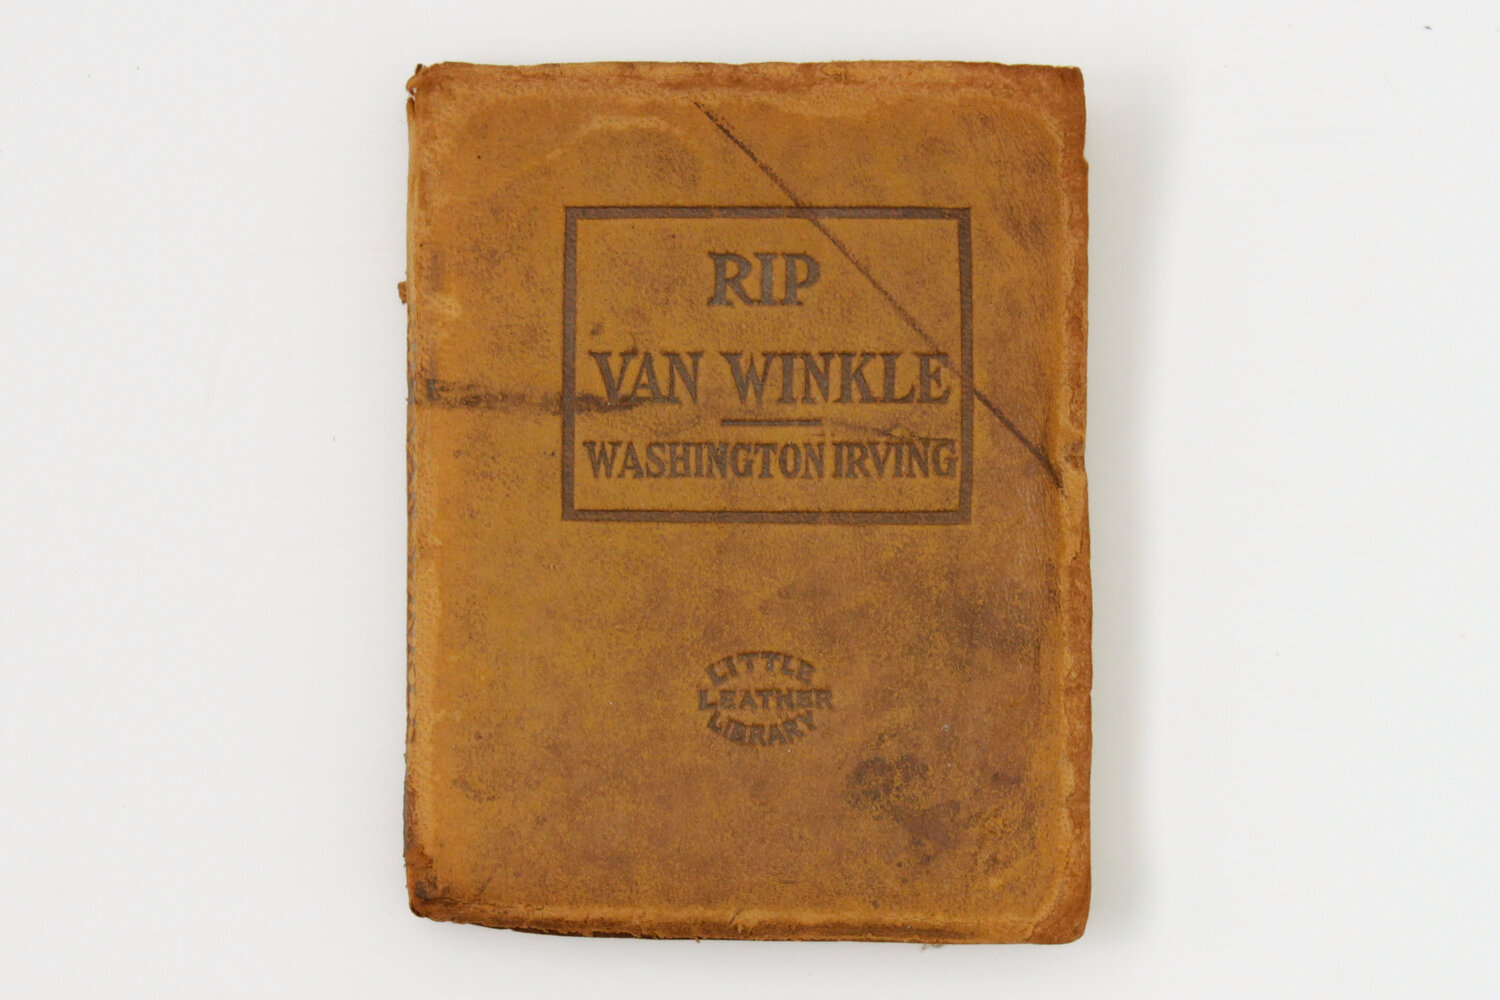 RIP
VAN WINKLE
WASHINGTON IRVING
LITTLE
LEATHER
LIBRARY